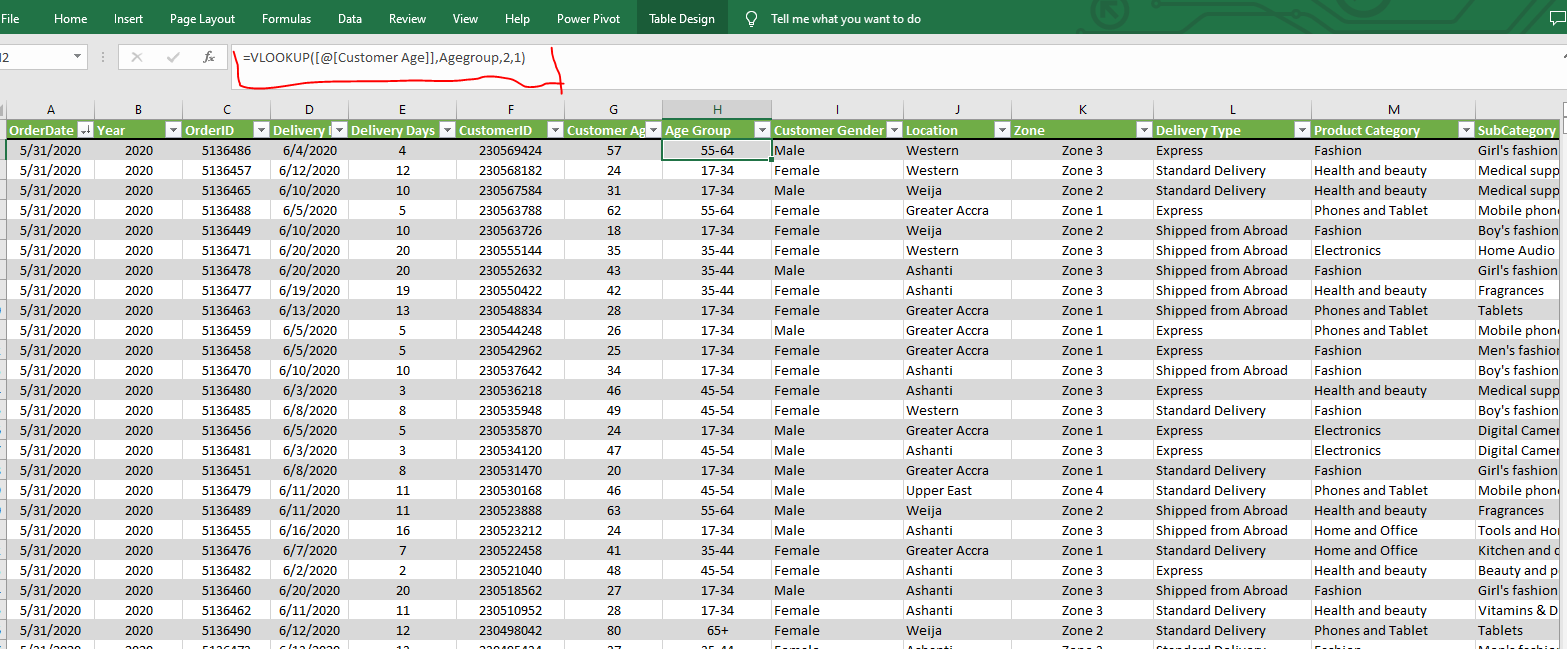 File Home Insert Page Layout Formulas Data Review View Help Power Pivot Table Design Tell me what you want to do
fx =VLOOKUP([@[Customer Age]],Agegroup,2,1)
A B C D E F G H I J K L M
OrderDate Year OrderID Delivery Delivery Days CustomerID Customer Ag Age Group Customer Gender Location Zone Delivery Type Product Category SubCategory
5/31/2020 2020 5136486 6/4/2020 4 230569424 57 55-64 Male Western Zone 3 Express Fashion Girl's fashion
5/31/2020 2020 5136457 6/12/2020 12 230568182 24 17-34 Female Western Zone 3 Standard Delivery Health and beauty Medical supp
5/31/2020 2020 5136465 6/10/2020 10 230567584 31 17-34 Male Weija Zone 2 Standard Delivery Health and beauty Medical supp
5/31/2020 2020 5136488 6/5/2020 5 230563788 62 55-64 Female Greater Accra Zone 1 Express Phones and Tablet Mobile phon
5/31/2020 2020 5136449 6/10/2020 10 230563726 18 17-34 Female Weija Zone 2 Shipped from Abroad Fashion Boy's fashion
5/31/2020 2020 5136471 6/20/2020 20 230555144 35 35-44 Female Western Zone 3 Shipped from Abroad Electronics Home Audio
5/31/2020 2020 5136478 6/20/2020 20 230552632 43 35-44 Male Ashanti Zone 3 Shipped from Abroad Fashion Girl's fashion
5/31/2020 2020 5136477 6/19/2020 19 230550422 42 35-44 Female Ashanti Zone 3 Shipped from Abroad Health and beauty Fragrances
5/31/2020 2020 5136463 6/13/2020 13 230548834 28 17-34 Female Greater Accra Zone 1 Shipped from Abroad Phones and Tablet Tablets
5/31/2020 2020 5136459 6/5/2020 5 230544248 26 17-34 Male Greater Accra Zone 1 Express Phones and Tablet Mobile phon
5/31/2020 2020 5136458 6/5/2020 5 230542962 25 17-34 Female Greater Accra Zone 1 Express Fashion Men's fashio
5/31/2020 2020 5136470 6/10/2020 10 230537642 34 17-34 Female Ashanti Zone 3 Shipped from Abroad Fashion Boy's fashion
5/31/2020 2020 5136480 6/3/2020 3 230536218 46 45-54 Female Ashanti Zone 3 Express Health and beauty Medical supp
5/31/2020 2020 5136485 6/8/2020 8 230535948 49 45-54 Female Western Zone 3 Standard Delivery Fashion Boy's fashion
5/31/2020 2020 5136456 6/5/2020 5 230535870 24 17-34 Male Greater Accra Zone 1 Express Electronics Digital Camer
5/31/2020 2020 5136481 6/3/2020 3 230534120 47 45-54 Male Ashanti Zone 3 Express Electronics Digital Camer
5/31/2020 2020 5136451 6/8/2020 8 230531470 20 17-34 Male Greater Accra Zone 1 Standard Delivery Fashion Girl's fashion
5/31/2020 2020 5136479 6/11/2020 11 230530168 46 45-54 Male Upper East Zone 4 Standard Delivery Phones and Tablet Mobile phon
5/31/2020 2020 5136489 6/11/2020 11 230523888 63 55-64 Male Weija Zone 2 Shipped from Abroad Health and beauty Fragrances
5/31/2020 2020 5136455 6/16/2020 16 230523212 24 17-34 Male Ashanti Zone 3 Shipped from Abroad Home and Office Tools and Ho
5/31/2020 2020 5136476 6/7/2020 7 230522458 41 35-44 Female Greater Accra Zone 1 Standard Delivery Home and Office Kitchen and d
5/31/2020 2020 5136482 6/2/2020 2 230521040 48 45-54 Female Ashanti Zone 3 Express Health and beauty Beauty and p
5/31/2020 2020 5136460 6/20/2020 20 230518562 27 17-34 Male Ashanti Zone 3 Shipped from Abroad Fashion Girl's fashion
5/31/2020 2020 5136462 6/11/2020 11 230510952 28 17-34 Female Ashanti Zone 3 Standard Delivery Health and beauty Vitamins & D
5/31/2020 2020 5136490 6/12/2020 12 230498042 80 65+ Female Weija Zone 2 Standard Delivery Phones and Tablet Tablets